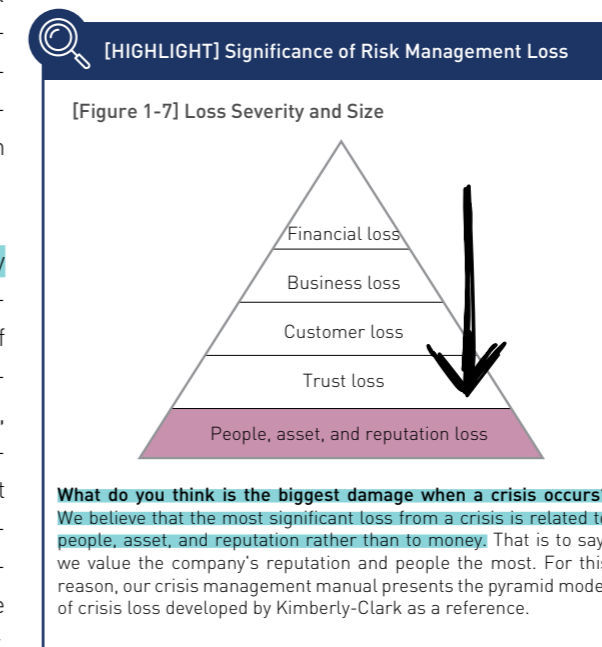 [HIGHLIGHT] Significance of Risk Management Loss
[Figure 1-7] Loss Severity and Size
Financial loss
Business loss
Customer loss
Trust loss
People, asset, and reputation loss
What do you think is the biggest damage when a crisis occurs?
We believe that the most significant loss from a crisis is related to
people, asset, and reputation rather than to money. That is to say
we value the company's reputation and people the most. For this
reason, our crisis management manual presents the pyramid mode
of crisis loss developed by Kimberly-Clark as a reference.